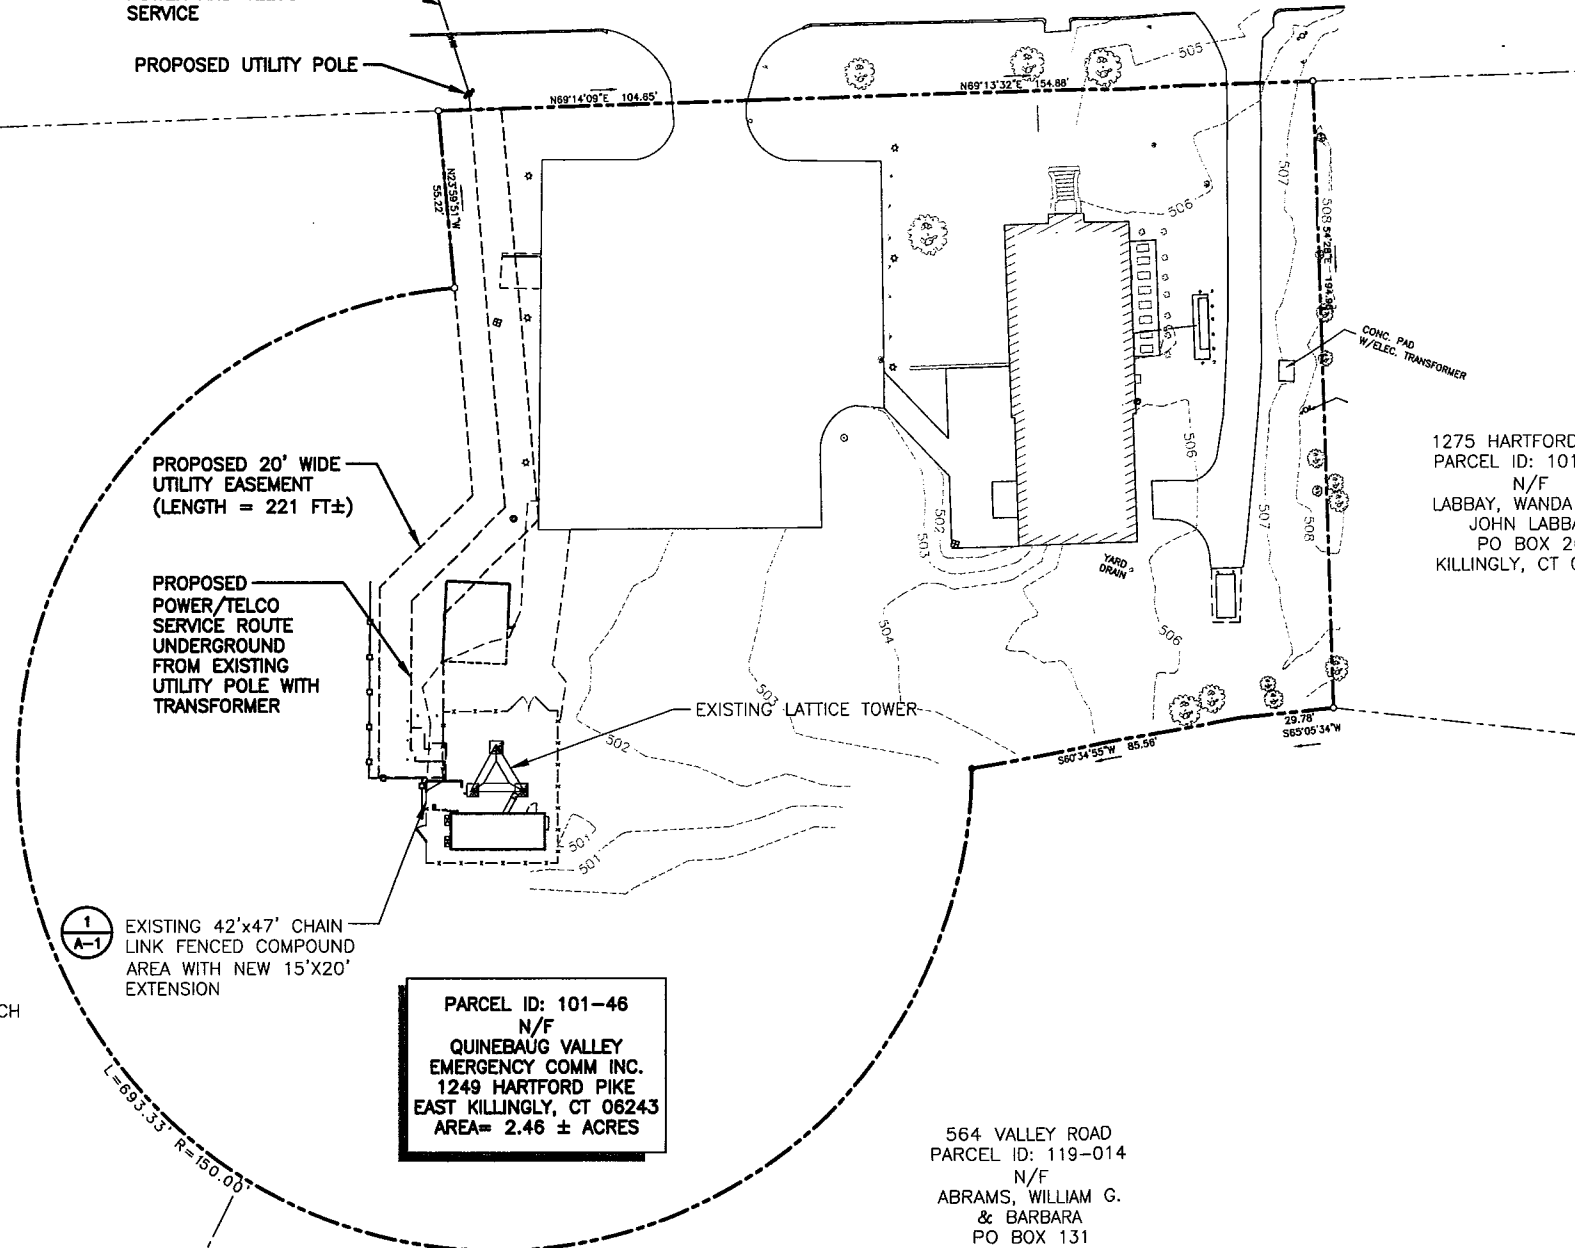 SERVICE
PROPOSED UTILITY POLE
N69°14'09"E 104.65'
N69°13'32"E 154.88'
505
N23°59'51"W
55.22'
506
507
508
54'28"E 194.96'
CONC. PAD
W/ELEC. TRANSFORMER
1275 HARTFORD
PARCEL ID: 101
N/F
LABBAY, WANDA
JOHN LABBA
PO BOX 2
KILLINGLY, CT
PROPOSED 20' WIDE
UTILITY EASEMENT
(LENGTH = 221 FT±)
506
507
508
502
503
YARD
DRAIN
PROPOSED
POWER/TELCO
SERVICE ROUTE
UNDERGROUND
FROM EXISTING
UTILITY POLE WITH
TRANSFORMER
504
506
503
EXISTING LATTICE TOWER
502
29.78'
S65°05'34"W
S60°34'55"W 85.56'
501
501
1
A-1
EXISTING 42'x47' CHAIN
LINK FENCED COMPOUND
AREA WITH NEW 15'X20'
EXTENSION
CH
PARCEL ID: 101-46
N/F
QUINEBAUG VALLEY
EMERGENCY COMM INC.
1249 HARTFORD PIKE
EAST KILLINGLY, CT 06243
AREA= 2.46 ± ACRES
L=693.33' R=150.00'
564 VALLEY ROAD
PARCEL ID: 119-014
N/F
ABRAMS, WILLIAM G.
& BARBARA
PO BOX 131